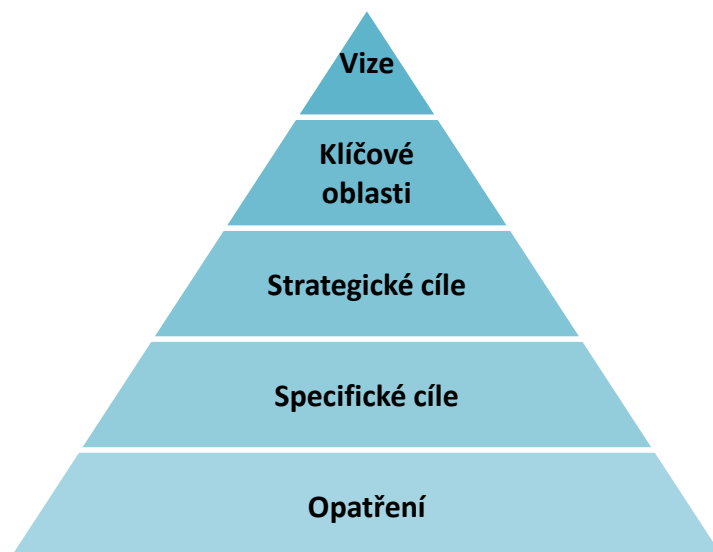 Vize
Klíčové
oblasti
Strategické cíle
Specifické cíle
Opatření